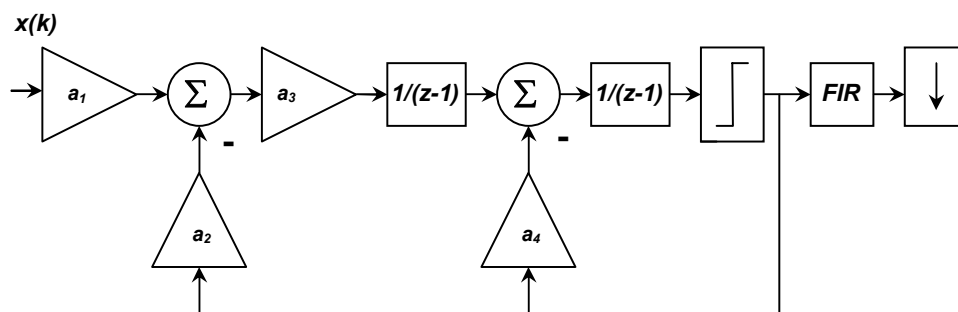 x(k)
a1
Σ
a3
1/(z-1)
Σ
1/(z-1)
FIR
-
-
a2
a4